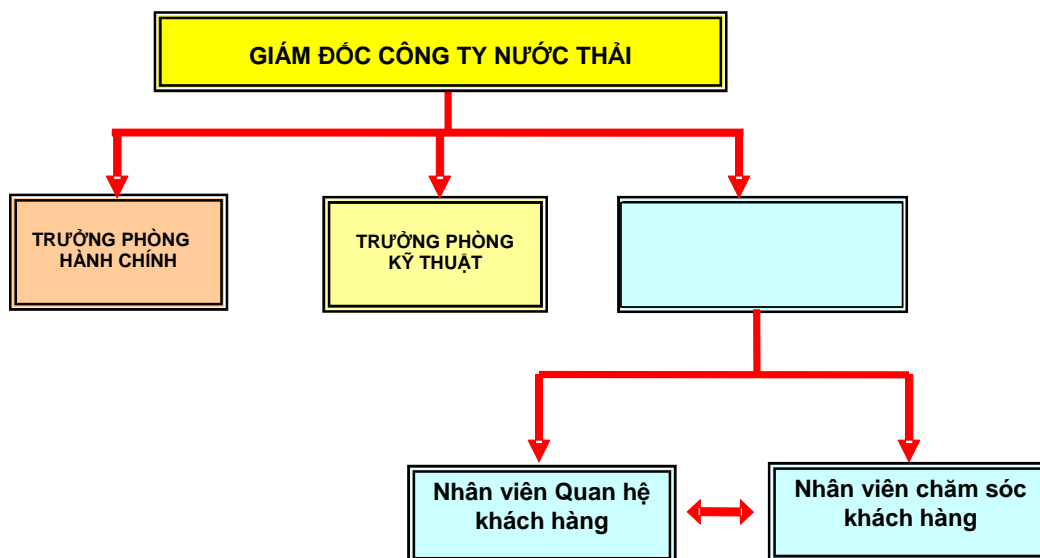 GIÁM ĐỐC CÔNG TY NƯỚC THẢI
TRƯỞNG PHÒNG
HÀNH CHÍNH
TRƯỞNG PHÒNG
KỸ THUẬT
Nhân viên Quan hệ
khách hàng
Nhân viên chăm sóc
khách hàng